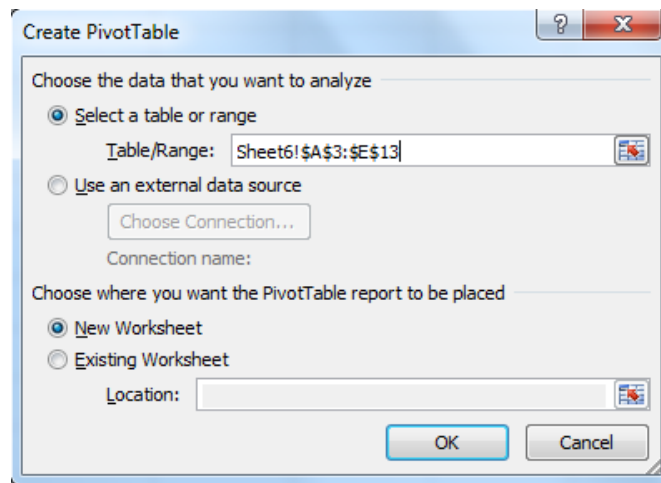 Create PivotTable
?
Choose the data that you want to analyze
Select a table or range
Table/Range: Sheet6!$A$3:$E$13
Use an external data source
Choose Connection...
Connection name:
Choose where you want the PivotTable report to be placed
New Worksheet
Existing Worksheet
Location:
OK Cancel